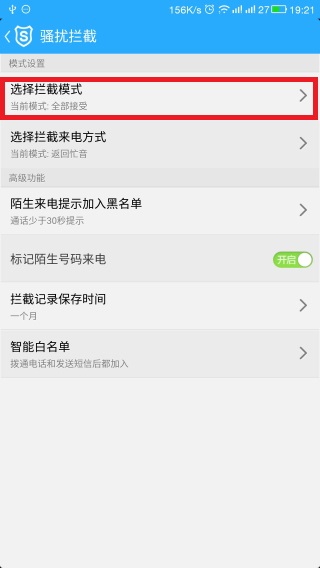 156K/s 27 19:21
S 骚扰拦截
模式设置
选择拦截模式
当前模式: 全部接受
选择拦截来电方式
当前模式: 返回忙音
高级功能
陌生来电提示加入黑名单
通话少于30秒提示
标记陌生号码来电
开启
拦截记录保存时间
一个月
智能白名单
拨通电话和发送短信后都加入